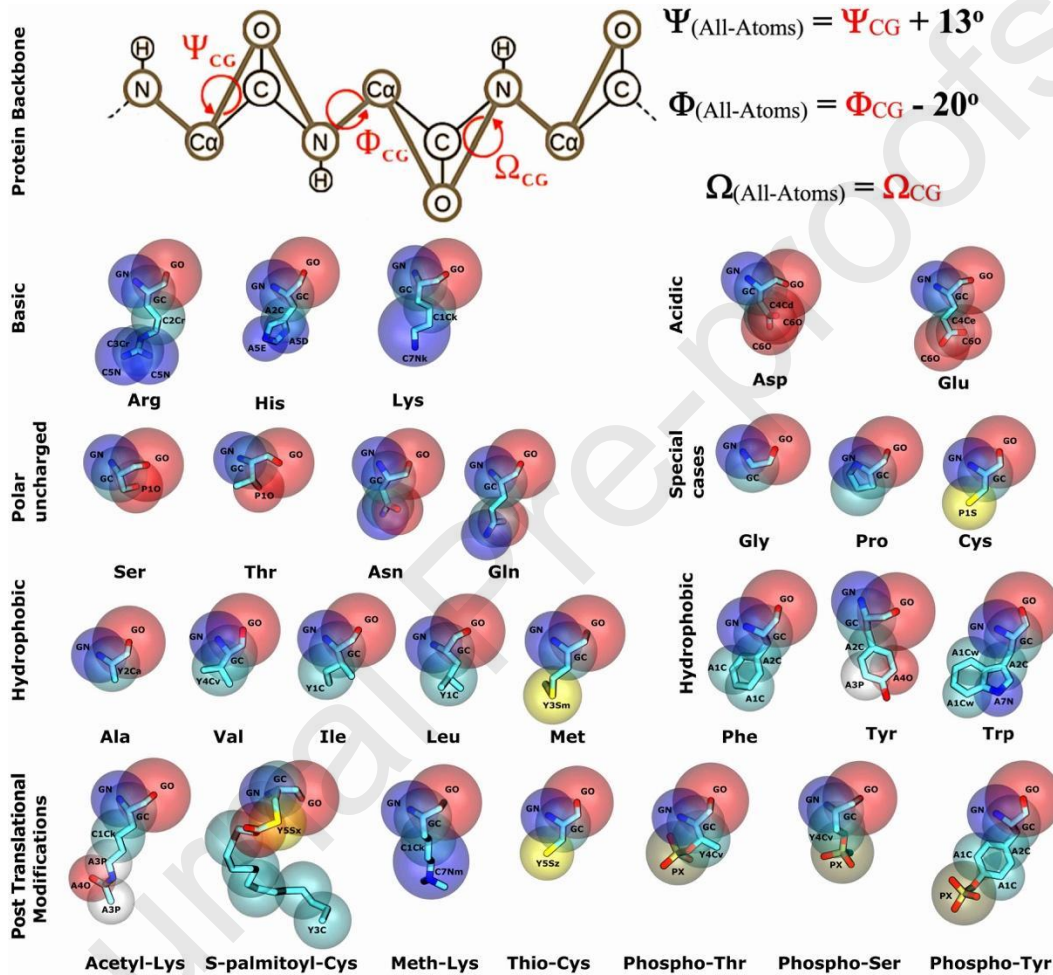 Protein Backbone
H
N
Cα
Ψ CG
O
C
N
H
Φ CG
Cα
C
O
Ω CG
H
N
Cα
O
C
Ψ(All-Atoms) = ΨCG + 13º
Φ(All-Atoms) = ΦCG - 20º
Ω(All-Atoms) = ΩCG
Basic
GN GO GC C2Cr C3Cr C5N C5N
Arg
GN GO GC A2C A5E A5D
His
GN GO GC C1Ck C7Nk
Lys
Acidic
GN GO GC C4Cd C6O C6O
Asp
GN GO GC C4Ce C6O C6O
Glu
Polar uncharged
GN GO GC P1O
Ser
GN GO GC P1O
Thr
GN GO GC
Asn
GN GO GC
Gln
Special cases
GN GO GC
Gly
GN GO GC
Pro
GN GO GC P1S
Cys
Hydrophobic
GN GO Y2Ca
Ala
GN GO GC Y4Cv
Val
GN GO GC Y1C
Ile
GN GO GC Y1C
Leu
GN GO GC Y3Sm
Met
Hydrophobic
GN GO GC A2C A1C A1C
Phe
GN GO GC A2C A3P A4O
Tyr
GN GO GC A1Cw A2C A1Cw A7N
Trp
Post Translational Modifications
GN GO GC C1Ck A3P A4O A3P
Acetyl-Lys
GN GC GO Y5Sx Y3C
S-palmitoyl-Cys
GN GO GC C1Ck C7Nm
Meth-Lys
GN GO GC Y5Sz
Thio-Cys
GN GO GC Y4Cv PX
Phospho-Thr
GN GO GC Y4Cv PX
Phospho-Ser
GN GO GC A2C A1C A1C PX
Phospho-Tyr